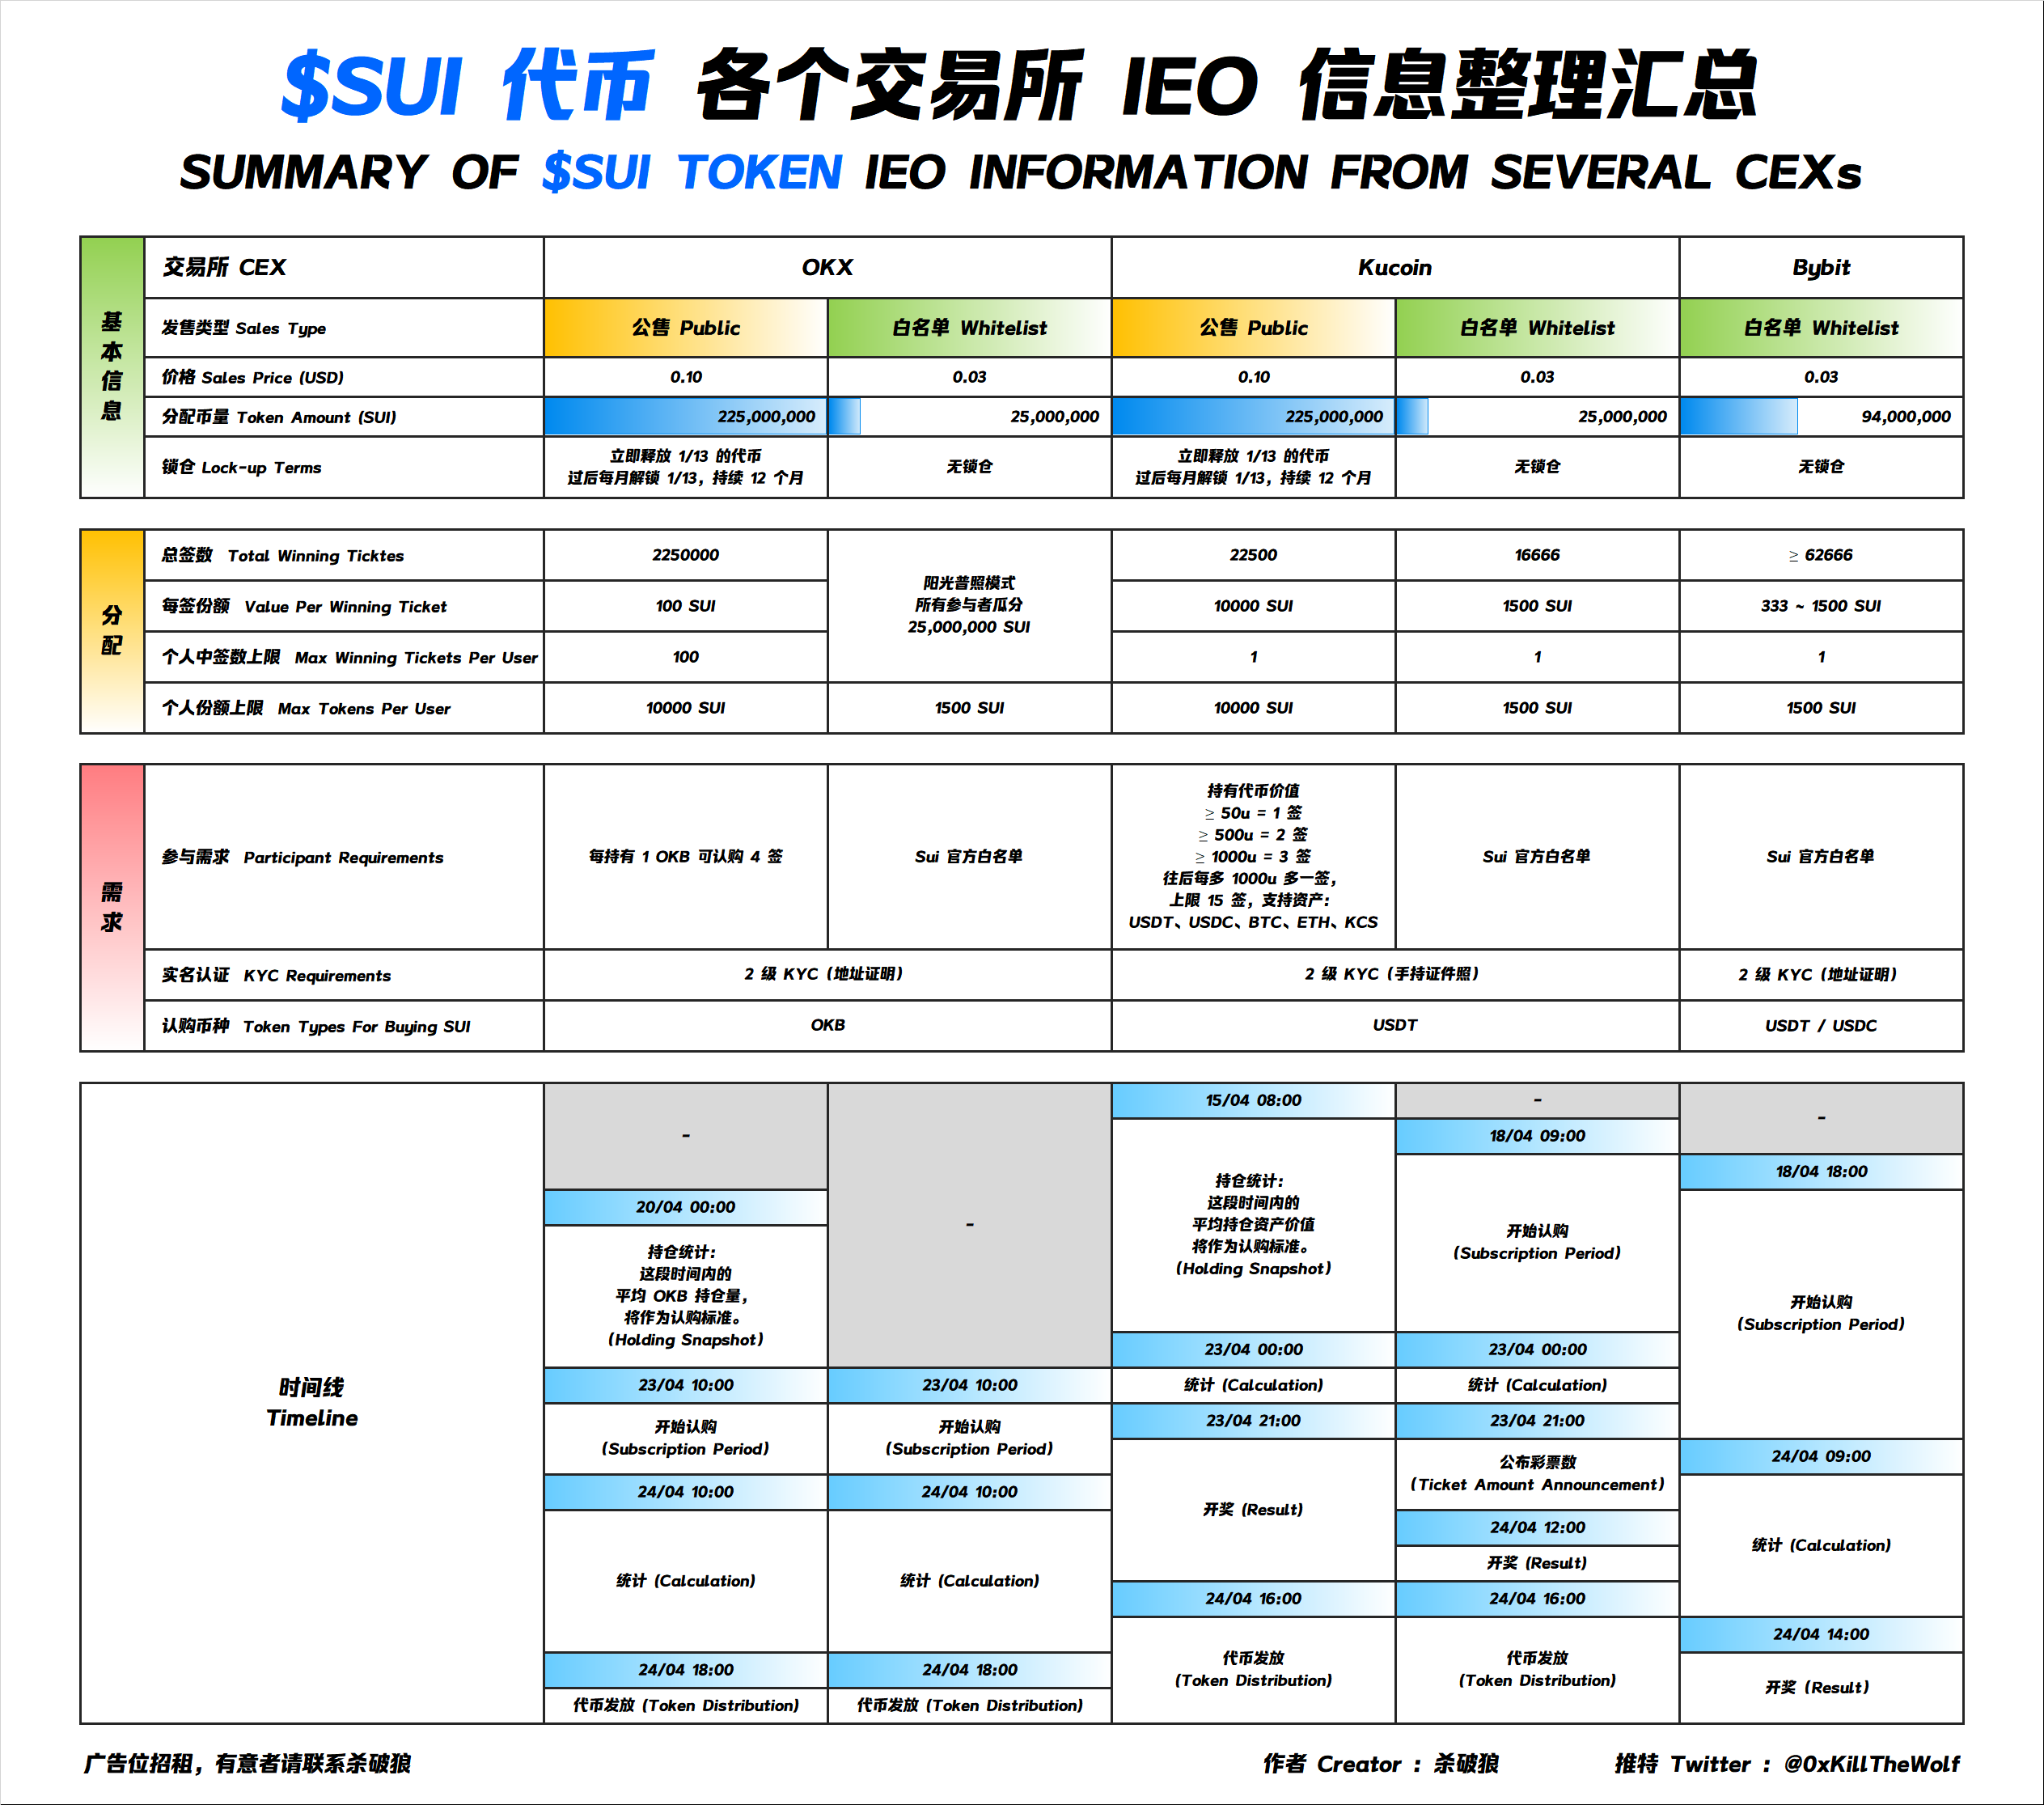 $SUI 代币 各个交易所 IEO 信息整理汇总
SUMMARY OF $SUI TOKEN IEO INFORMATION FROM SEVERAL CEXs
基
本
信
息
交易所 CEX
OKX
Kucoin
Bybit
发售类型 Sales Type
公售 Public
白名单 Whitelist
公售 Public
白名单 Whitelist
白名单 Whitelist
价格 Sales Price (USD)
0.10
0.03
0.10
0.03
0.03
分配币量 Token Amount (SUI)
225,000,000
25,000,000
225,000,000
25,000,000
94,000,000
锁仓 Lock-up Terms
立即释放 1/13 的代币
过后每月解锁 1/13，持续 12 个月
无锁仓
立即释放 1/13 的代币
过后每月解锁 1/13，持续 12 个月
无锁仓
无锁仓
分
配
总签数 Total Winning Ticktes
2250000
阳光普照模式
所有参与者瓜分
25,000,000 SUI
22500
16666
≥ 62666
每签份额 Value Per Winning Ticket
100 SUI
10000 SUI
1500 SUI
333 ~ 1500 SUI
个人中签数上限 Max Winning Tickets Per User
100
1
1
1
个人份额上限 Max Tokens Per User
10000 SUI
1500 SUI
10000 SUI
1500 SUI
1500 SUI
需
求
参与需求 Participant Requirements
每持有 1 OKB 可认购 4 签
Sui 官方白名单
持有代币价值
≥ 50u = 1 签
≥ 500u = 2 签
≥ 1000u = 3 签
往后每多 1000u 多一签，
上限 15 签，支持资产：
USDT、USDC、BTC、ETH、KCS
Sui 官方白名单
Sui 官方白名单
实名认证 KYC Requirements
2 级 KYC（地址证明）
2 级 KYC（手持证件照）
2 级 KYC（地址证明）
认购币种 Token Types For Buying SUI
OKB
USDT
USDT / USDC
时间线
Timeline
-
20/04 00:00
持仓统计：
这段时间内的
平均 OKB 持仓量，
将作为认购标准。
(Holding Snapshot)
23/04 10:00
开始认购
(Subscription Period)
24/04 10:00
统计 (Calculation)
24/04 18:00
代币发放 (Token Distribution)
-
23/04 10:00
开始认购
(Subscription Period)
24/04 10:00
统计 (Calculation)
24/04 18:00
代币发放 (Token Distribution)
15/04 08:00
持仓统计：
这段时间内的
平均持仓资产价值
将作为认购标准。
(Holding Snapshot)
23/04 00:00
统计 (Calculation)
23/04 21:00
开奖 (Result)
24/04 16:00
代币发放
(Token Distribution)
-
18/04 09:00
开始认购
(Subscription Period)
23/04 00:00
统计 (Calculation)
23/04 21:00
公布彩票数
(Ticket Amount Announcement)
24/04 12:00
开奖 (Result)
24/04 16:00
代币发放
(Token Distribution)
-
18/04 18:00
开始认购
(Subscription Period)
24/04 09:00
统计 (Calculation)
24/04 14:00
开奖 (Result)
广告位招租，有意者请联系杀破狼
作者 Creator : 杀破狼
推特 Twitter : @0xKillTheWolf